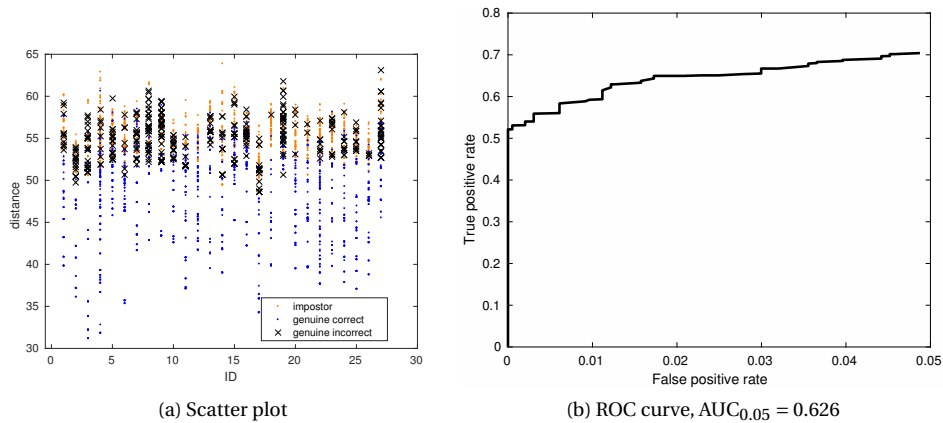 65
60
55
50
45
40
35
30
0 5 10 15 20 25 30
distance
ID
impostor
genuine correct
genuine incorrect
(a) Scatter plot
0.8
0.7
0.6
0.5
0.4
0.3
0.2
0.1
0
0 0.01 0.02 0.03 0.04 0.05
True positive rate
False positive rate
(b) ROC curve, AUC0.05 = 0.626